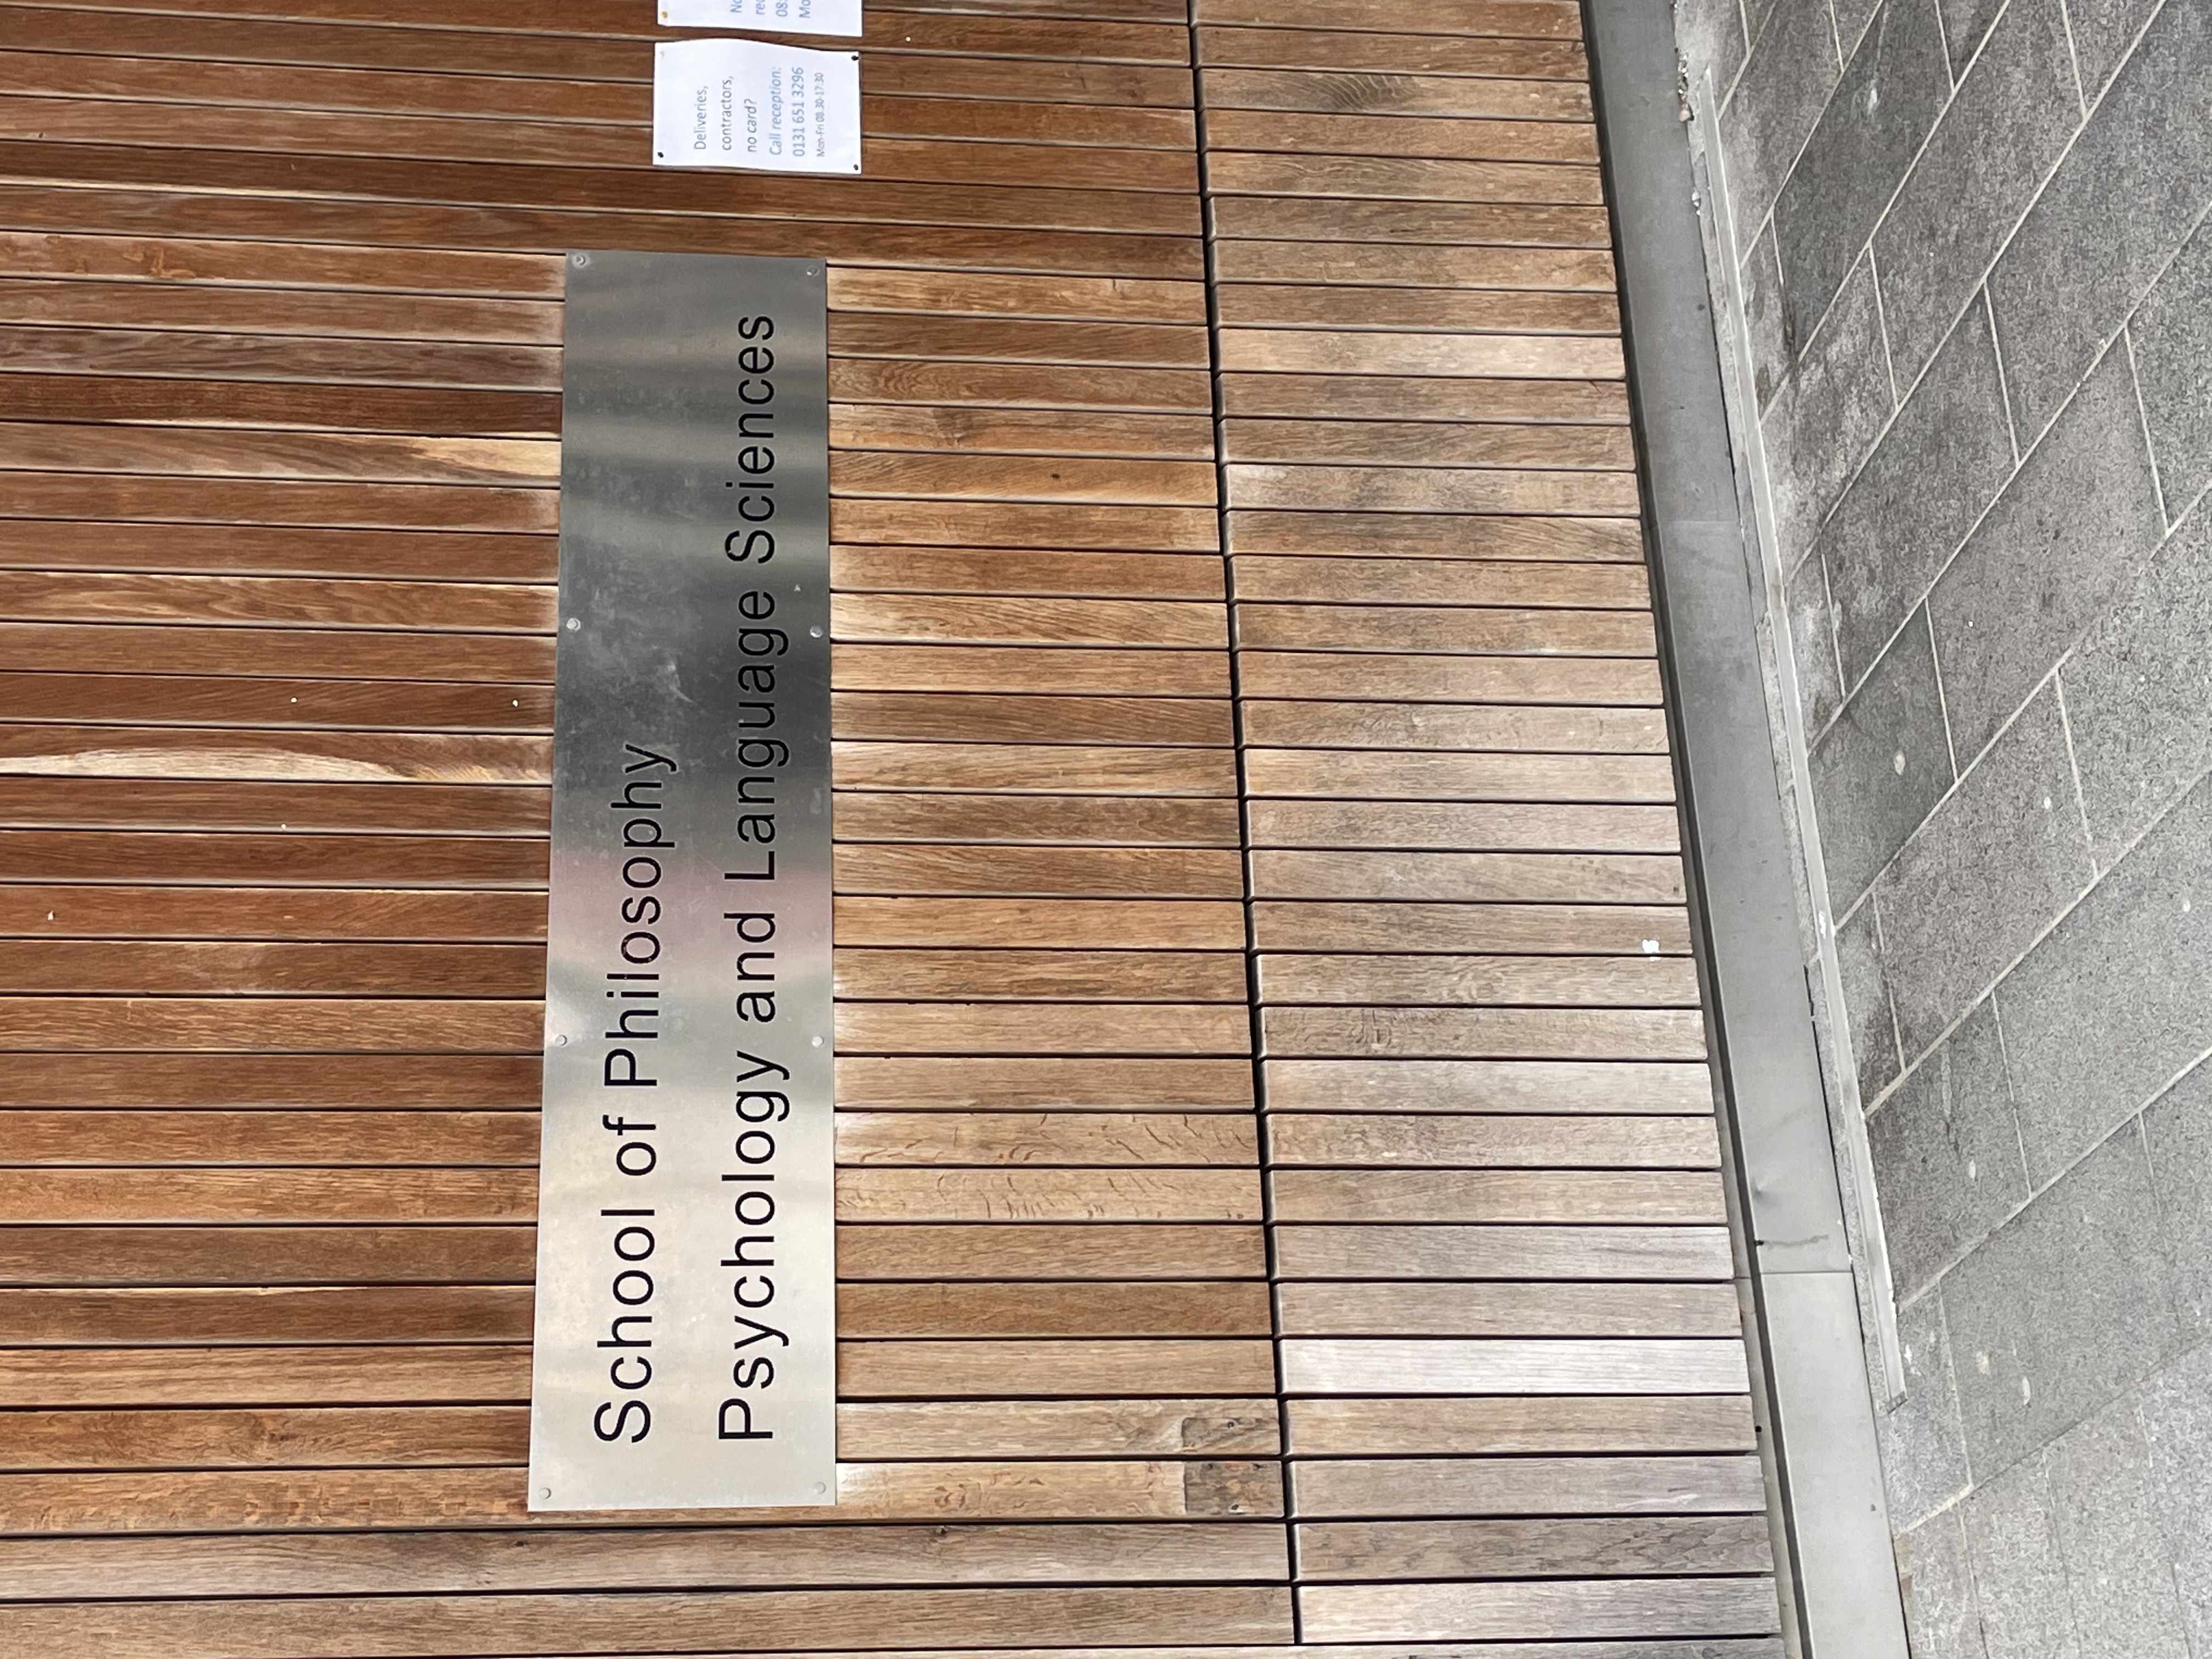 School of Philosophy
Psychology and Language Sciences
Deliveries,
contractors,
no card?
Call reception:
0131 651 3296
Mon-Fri 08.30-17:30
No